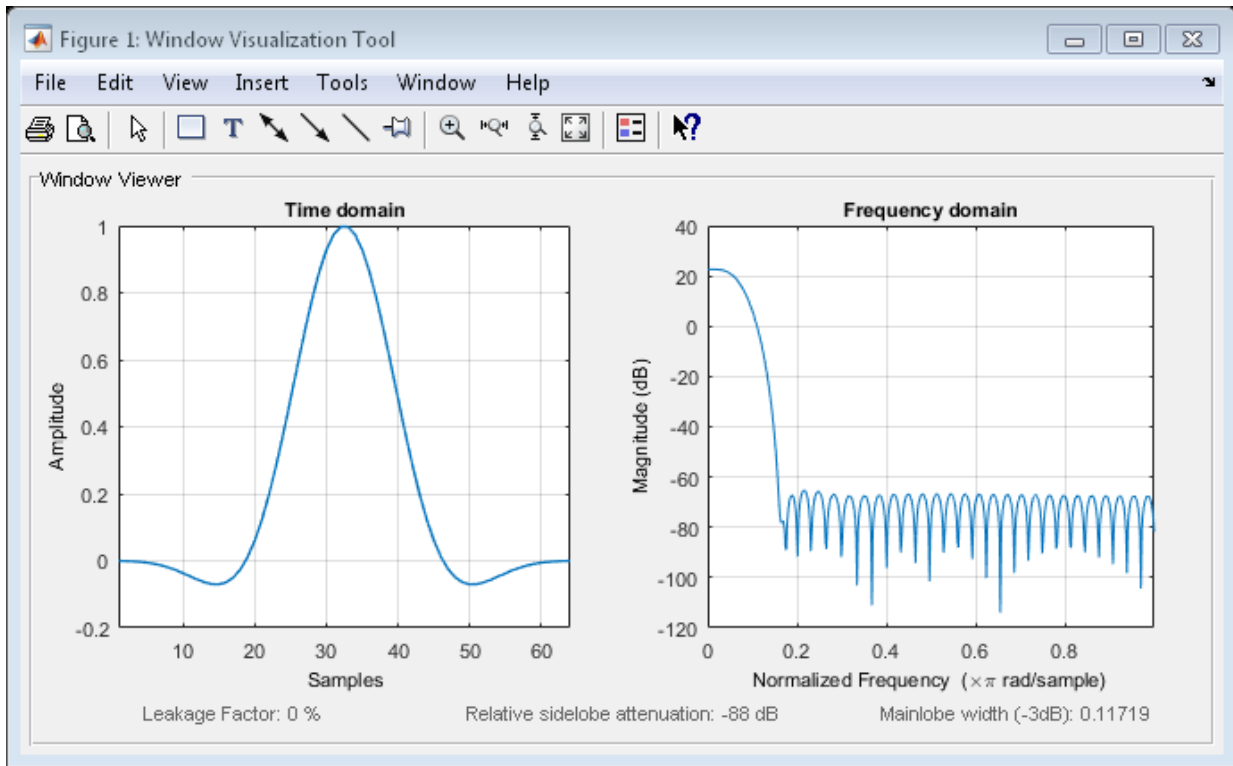 Figure 1: Window Visualization Tool
File Edit View Insert Tools Window Help
T
?
Window Viewer
Time domain
1
0.8
0.6
0.4
0.2
0
-0.2
Amplitude
10 20 30 40 50 60
Samples
Frequency domain
40
20
0
-20
-40
-60
-80
-100
-120
Magnitude (dB)
0 0.2 0.4 0.6 0.8
Normalized Frequency (×π rad/sample)
Leakage Factor: 0 % Relative sidelobe attenuation: -88 dB Mainlobe width (-3dB): 0.11719